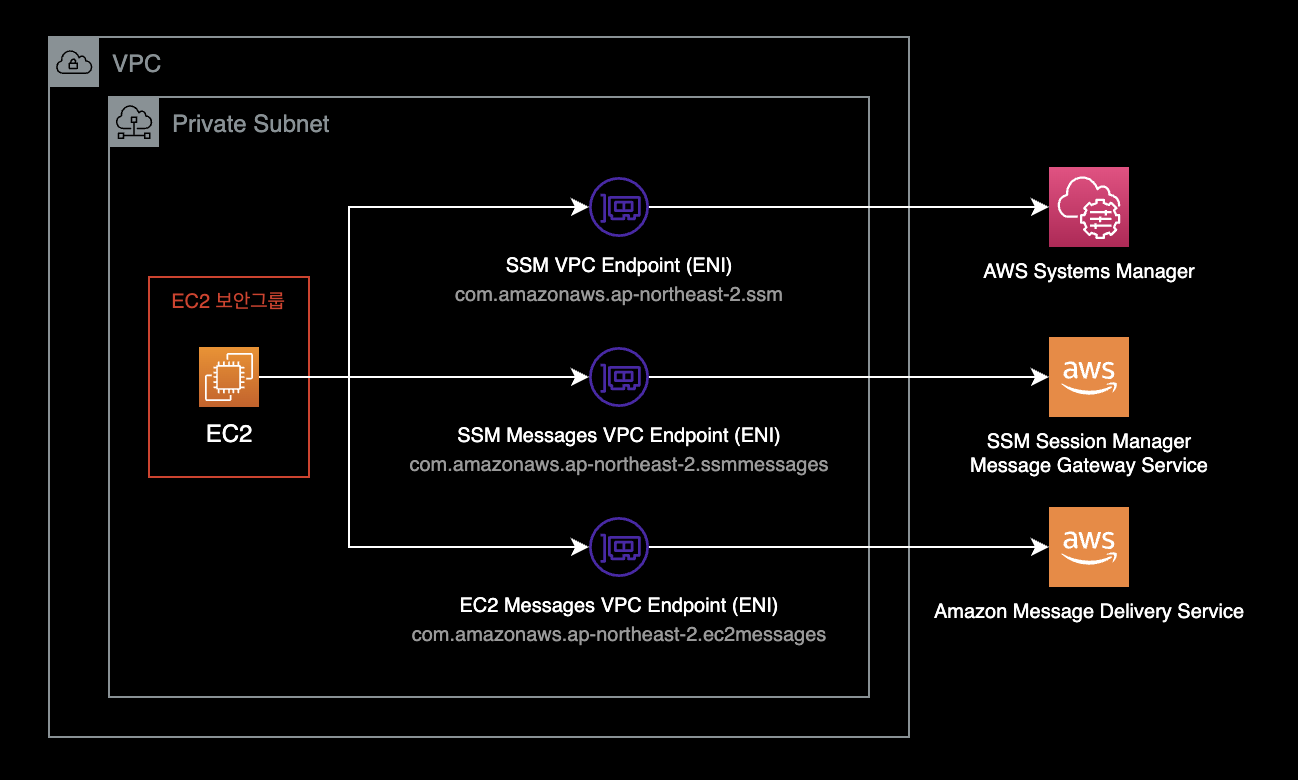 VPC
Private Subnet
SSM VPC Endpoint (ENI)
com.amazonaws.ap-northeast-2.ssm
AWS Systems Manager
EC2 보안그룹
EC2
SSM Messages VPC Endpoint (ENI)
com.amazonaws.ap-northeast-2.ssmmessages
aws
SSM Session Manager
Message Gateway Service
EC2 Messages VPC Endpoint (ENI)
com.amazonaws.ap-northeast-2.ec2messages
aws
Amazon Message Delivery Service